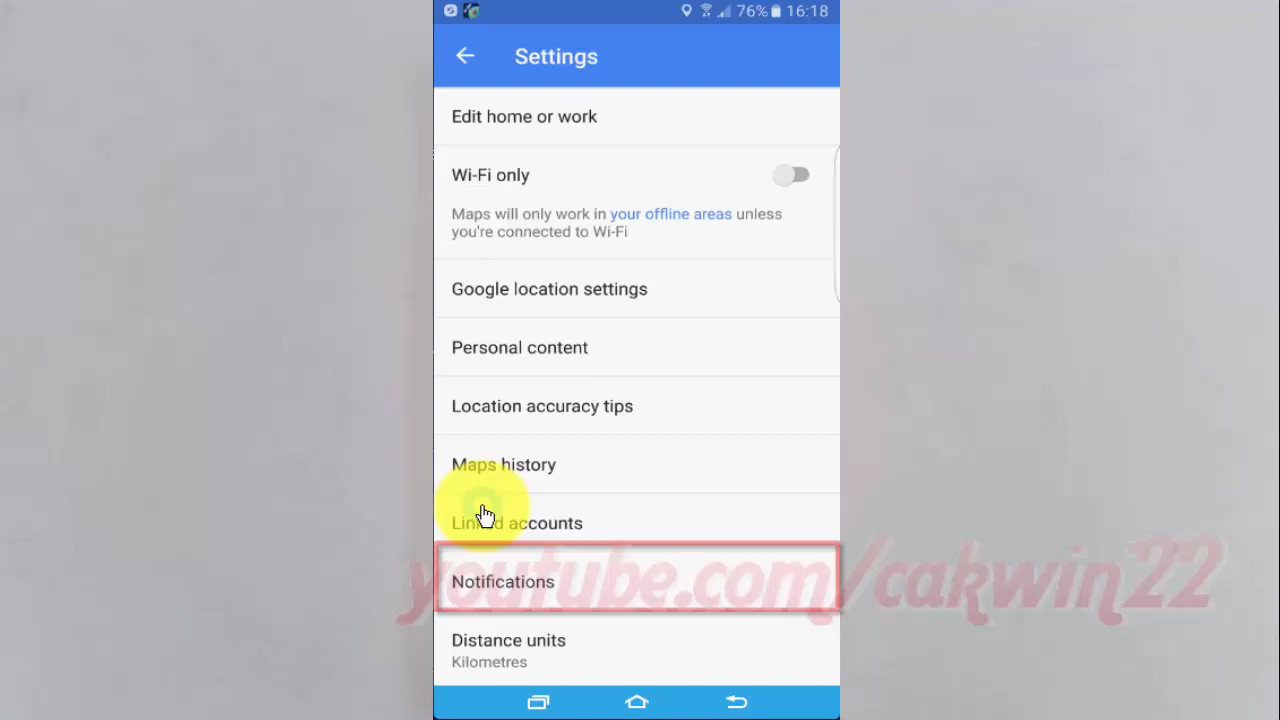 76% 16:18
Settings
Edit home or work
Wi-Fi only
Maps will only work in your offline areas unless
you're connected to Wi-Fi
Google location settings
Personal content
Location accuracy tips
Maps history
Linked accounts
Notifications
youtube.com/cakwin22
Distance units
Kilometres